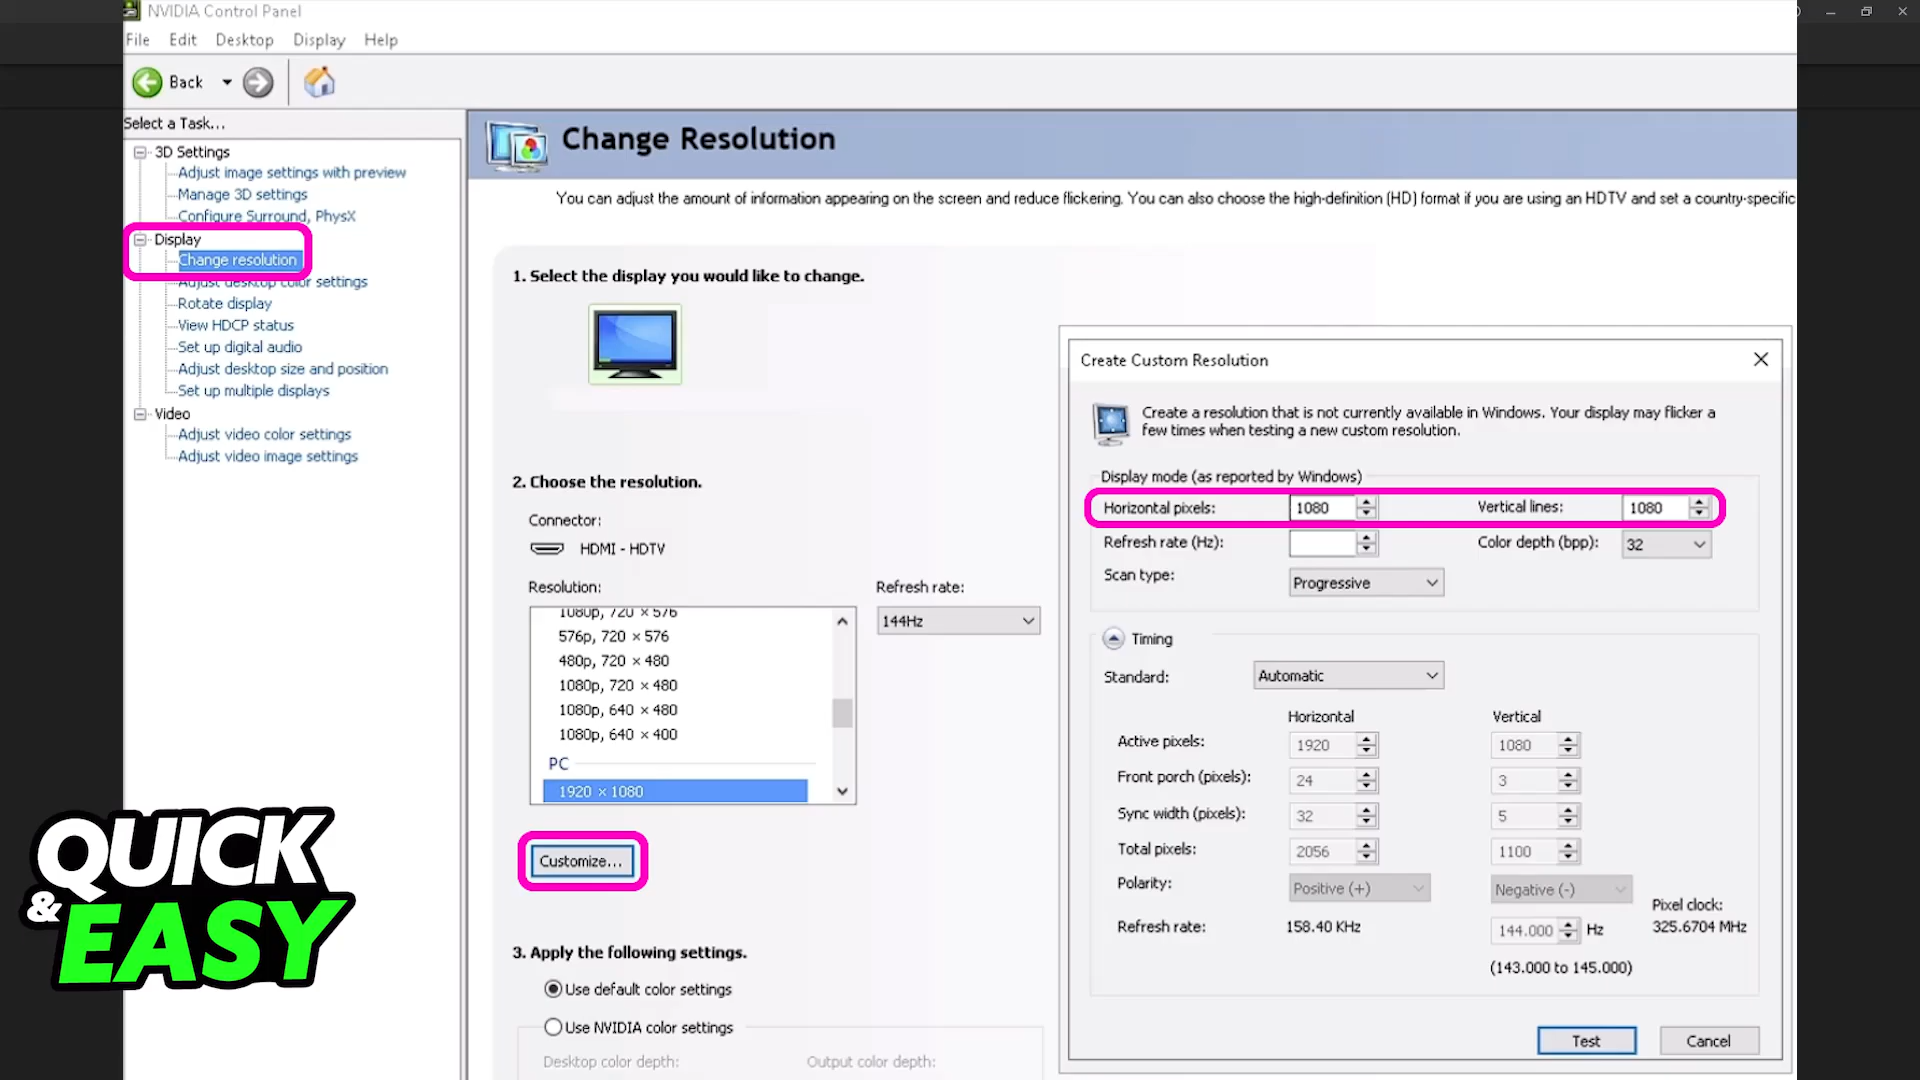 NVIDIA Control Panel
File Edit Desktop Display Help
Back
Select a Task...
3D Settings
Adjust image settings with preview
Manage 3D settings
Configure Surround, PhysX
Display
Change resolution
Adjust desktop color settings
Rotate display
View HDCP status
Set up digital audio
Adjust desktop size and position
Set up multiple displays
Video
Adjust video color settings
Adjust video image settings
QUICK
& EASY
Change Resolution
You can adjust the amount of information appearing on the screen and reduce flickering. You can also choose the high-definition (HD) format if you are using an HDTV and set a country-specific
1. Select the display you would like to change.
2. Choose the resolution.
Connector:
HDMI - HDTV
Resolution:
Refresh rate:
1080p, 720 × 576
576p, 720 × 576
480p, 720 × 480
1080p, 720 × 480
1080p, 640 × 480
1080p, 640 × 400
PC
1920 × 1080
144Hz
Customize...
3. Apply the following settings.
Use default color settings
Use NVIDIA color settings
Desktop color depth: Output color depth:
Create Custom Resolution
Create a resolution that is not currently available in Windows. Your display may flicker a
few times when testing a new custom resolution.
Display mode (as reported by Windows)
Horizontal pixels: 1080 Vertical lines: 1080
Refresh rate (Hz): Color depth (bpp): 32
Scan type: Progressive
Timing
Standard: Automatic
Horizontal Vertical
Active pixels: 1920 1080
Front porch (pixels): 24 3
Sync width (pixels): 32 5
Total pixels: 2056 1100
Polarity: Positive (+) Negative (-)
Pixel clock:
Refresh rate: 158.40 KHz 144.000 Hz 325.6704 MHz
(143.000 to 145.000)
Test Cancel